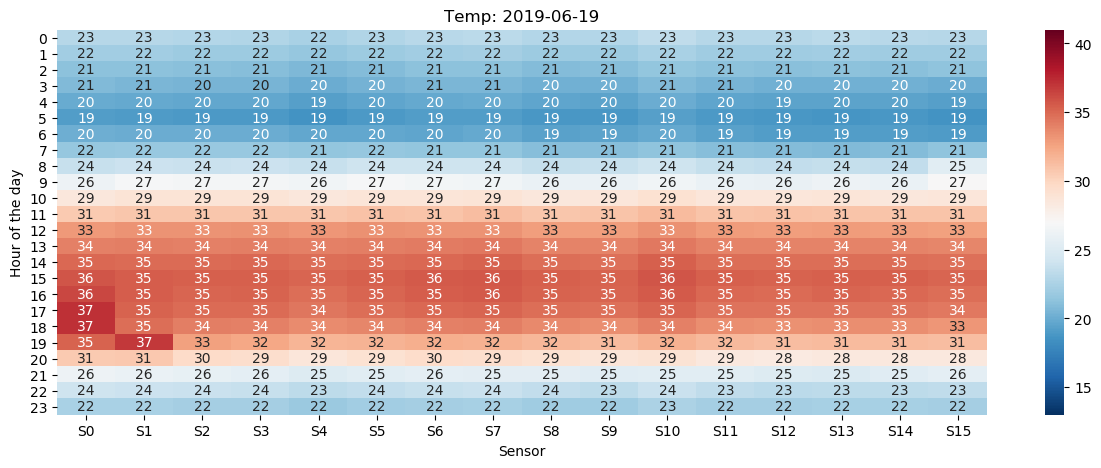 Temp: 2019-06-19
0 23 23 23 23 22 23 23 23 23 23 23 23 23 23 23 23
1 22 22 22 22 22 22 22 22 22 22 22 22 22 22 22 22
2 21 21 21 21 21 21 21 21 21 21 21 21 21 21 21 21
3 21 21 20 20 20 20 21 21 20 20 21 21 20 20 20 20
4 20 20 20 20 19 20 20 20 20 20 20 20 19 20 20 19
5 19 19 19 19 19 19 19 19 19 19 19 19 19 19 19 19
6 20 20 20 20 20 20 20 20 19 19 20 19 19 19 19 19
7 22 22 22 22 21 22 21 21 21 21 21 21 21 21 21 21
8 24 24 24 24 24 24 24 24 24 24 24 24 24 24 24 25
9 26 27 27 27 26 27 27 27 26 26 26 26 26 26 26 27
10 29 29 29 29 29 29 29 29 29 29 29 29 29 29 29 29
11 31 31 31 31 31 31 31 31 31 31 31 31 31 31 31 31
12 33 33 33 33 33 33 33 33 33 33 33 33 33 33 33 33
13 34 34 34 34 34 34 34 34 34 34 34 34 34 34 34 34
14 35 35 35 35 35 35 35 35 35 35 35 35 35 35 35 35
15 36 35 35 35 35 35 36 36 35 35 36 35 35 35 35 35
16 36 35 35 35 35 35 35 36 35 35 36 35 35 35 35 35
17 37 35 35 35 34 35 35 35 35 35 35 35 35 35 35 34
18 37 35 34 34 34 34 34 34 34 34 34 34 33 33 33 33
19 35 37 33 32 32 32 32 32 32 31 32 32 31 31 31 31
20 31 31 30 29 29 29 30 29 29 29 29 29 28 28 28 28
21 26 26 26 26 25 25 26 25 25 25 25 25 25 25 25 26
22 24 24 24 24 23 24 24 24 24 23 24 23 23 23 23 23
23 22 22 22 22 22 22 22 22 22 22 23 22 22 22 22 22
S0 S1 S2 S3 S4 S5 S6 S7 S8 S9 S10 S11 S12 S13 S14 S15
Sensor
Hour of the day
40
35
30
25
20
15